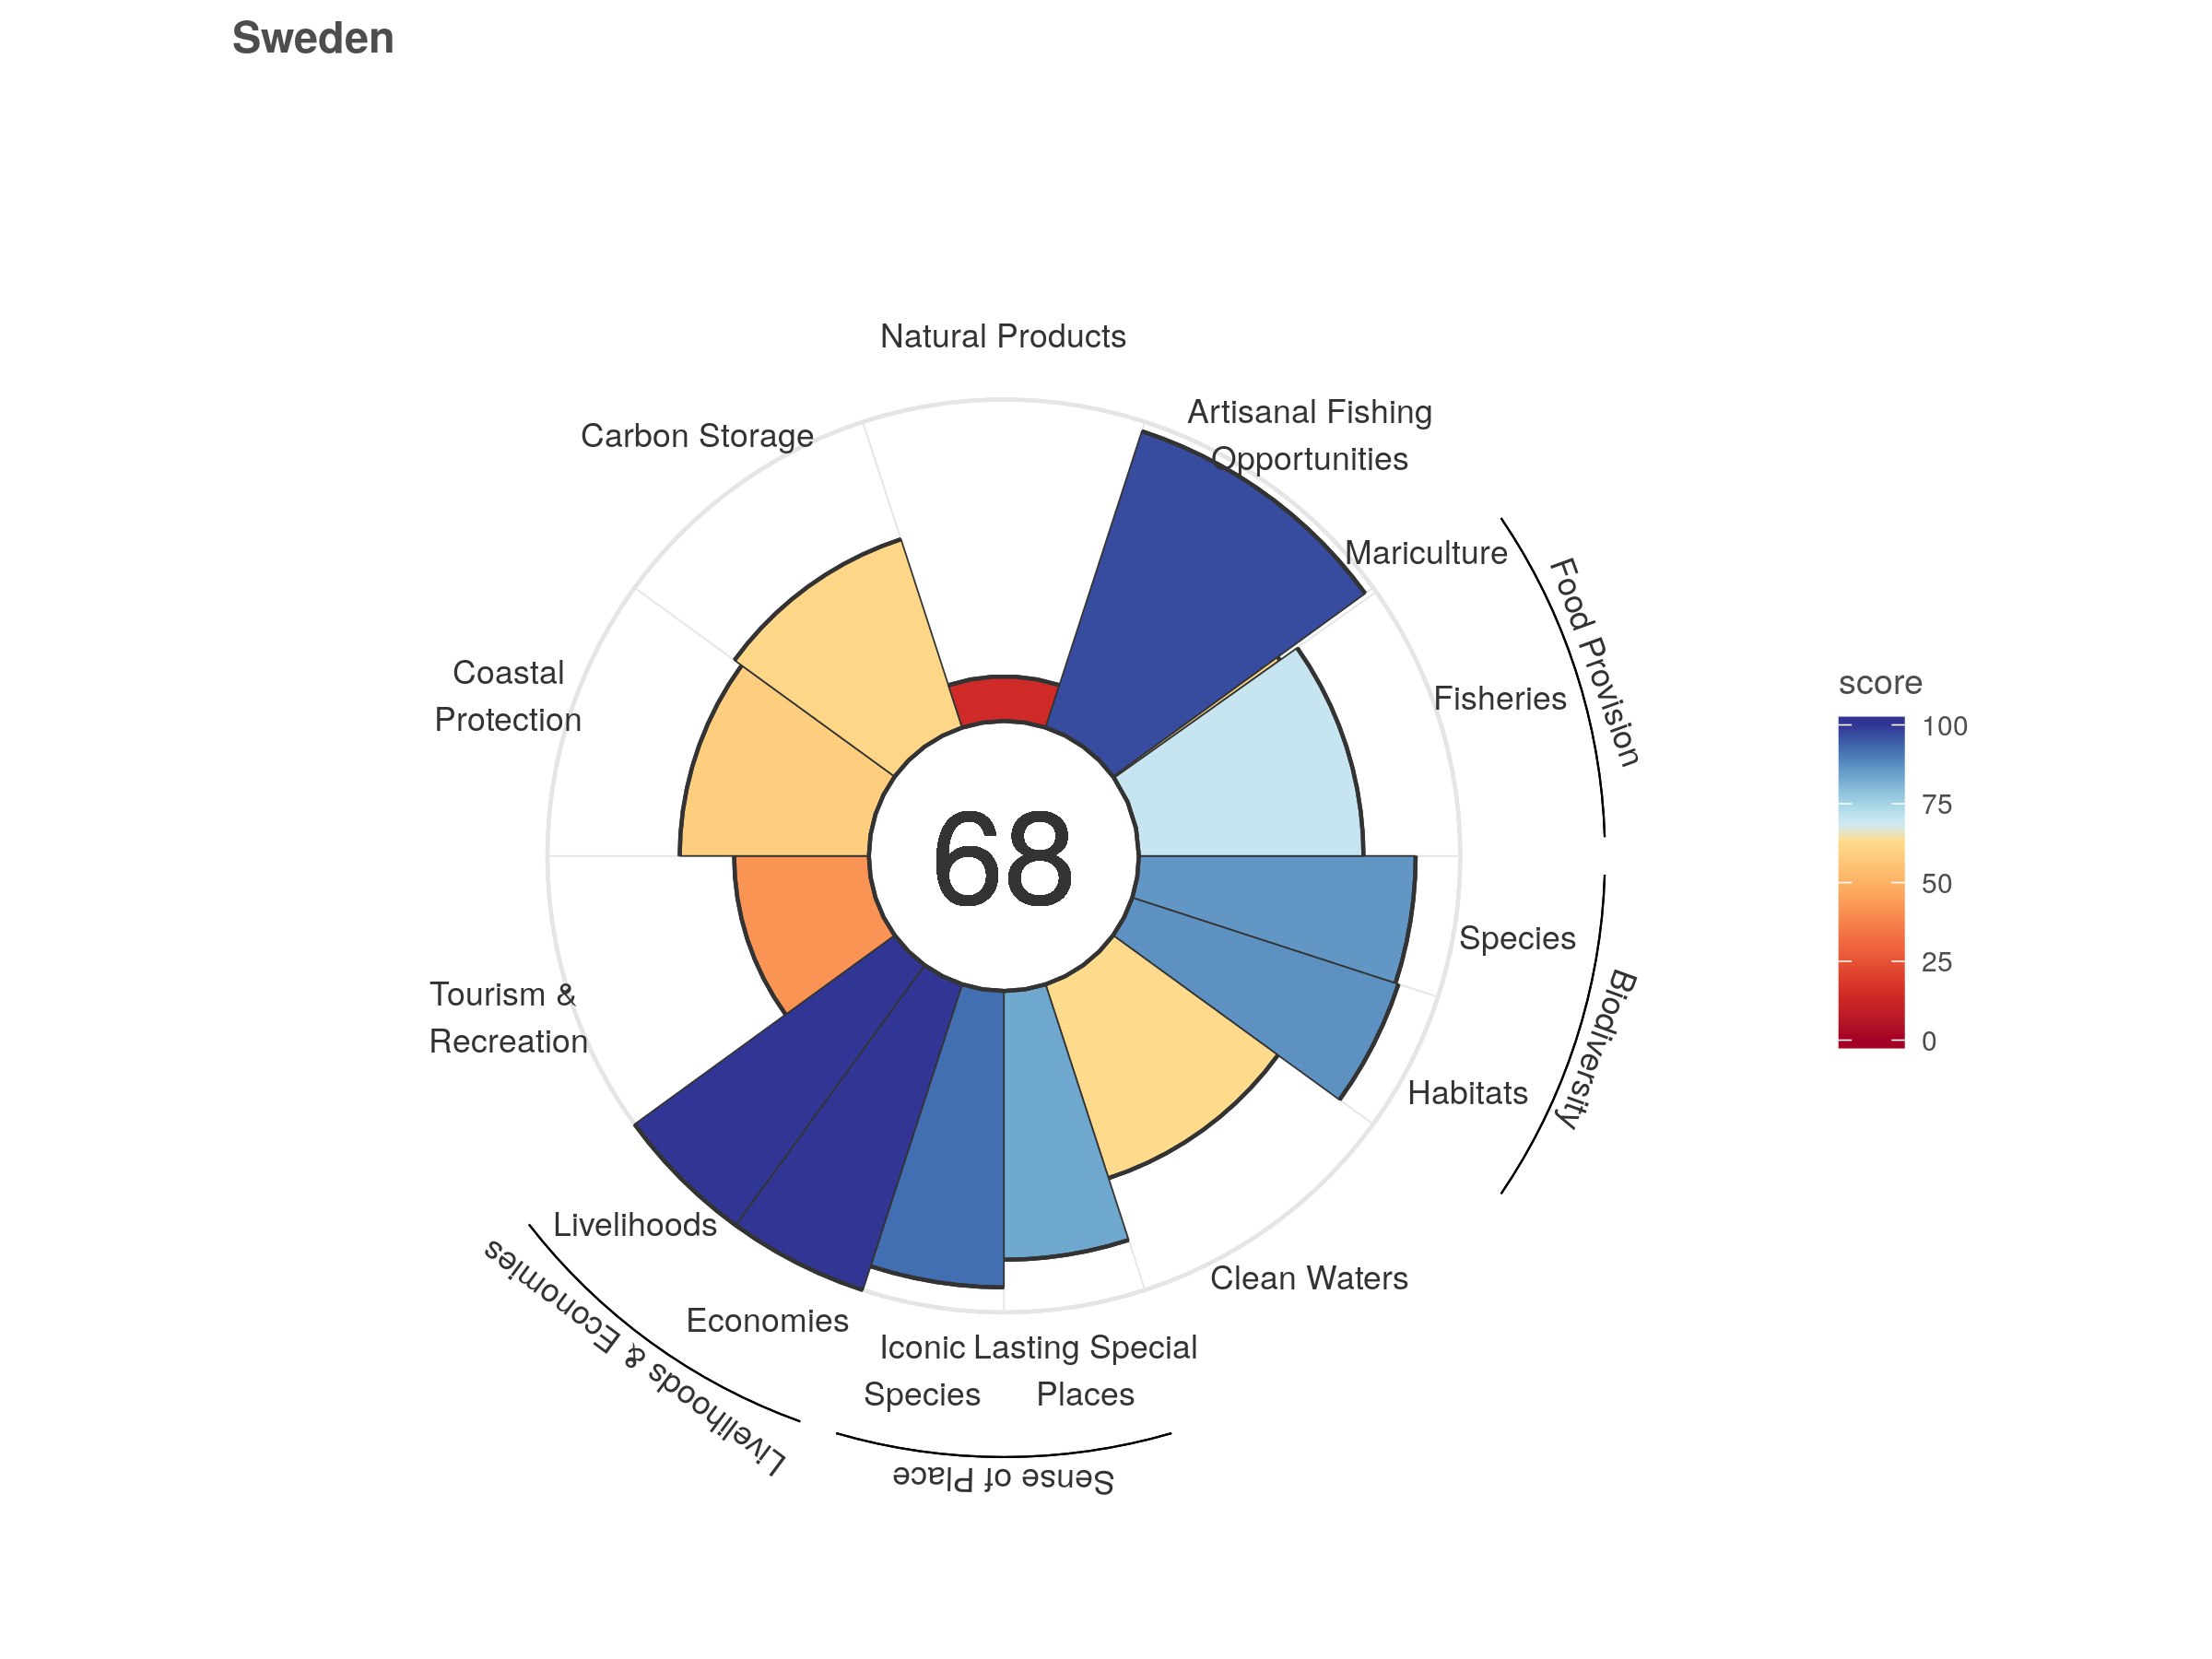 Sweden
Natural Products
Artisanal Fishing
Opportunities
Carbon Storage
Mariculture
Food Provision
Fisheries
Coastal
Protection
score
100
75
50
25
0
68
Species
Biodiversity
Tourism &
Recreation
Habitats
Livelihoods
Clean Waters
Economies
Livelihoods & Economies
Iconic
Species
Lasting Special
Places
Sense of Place